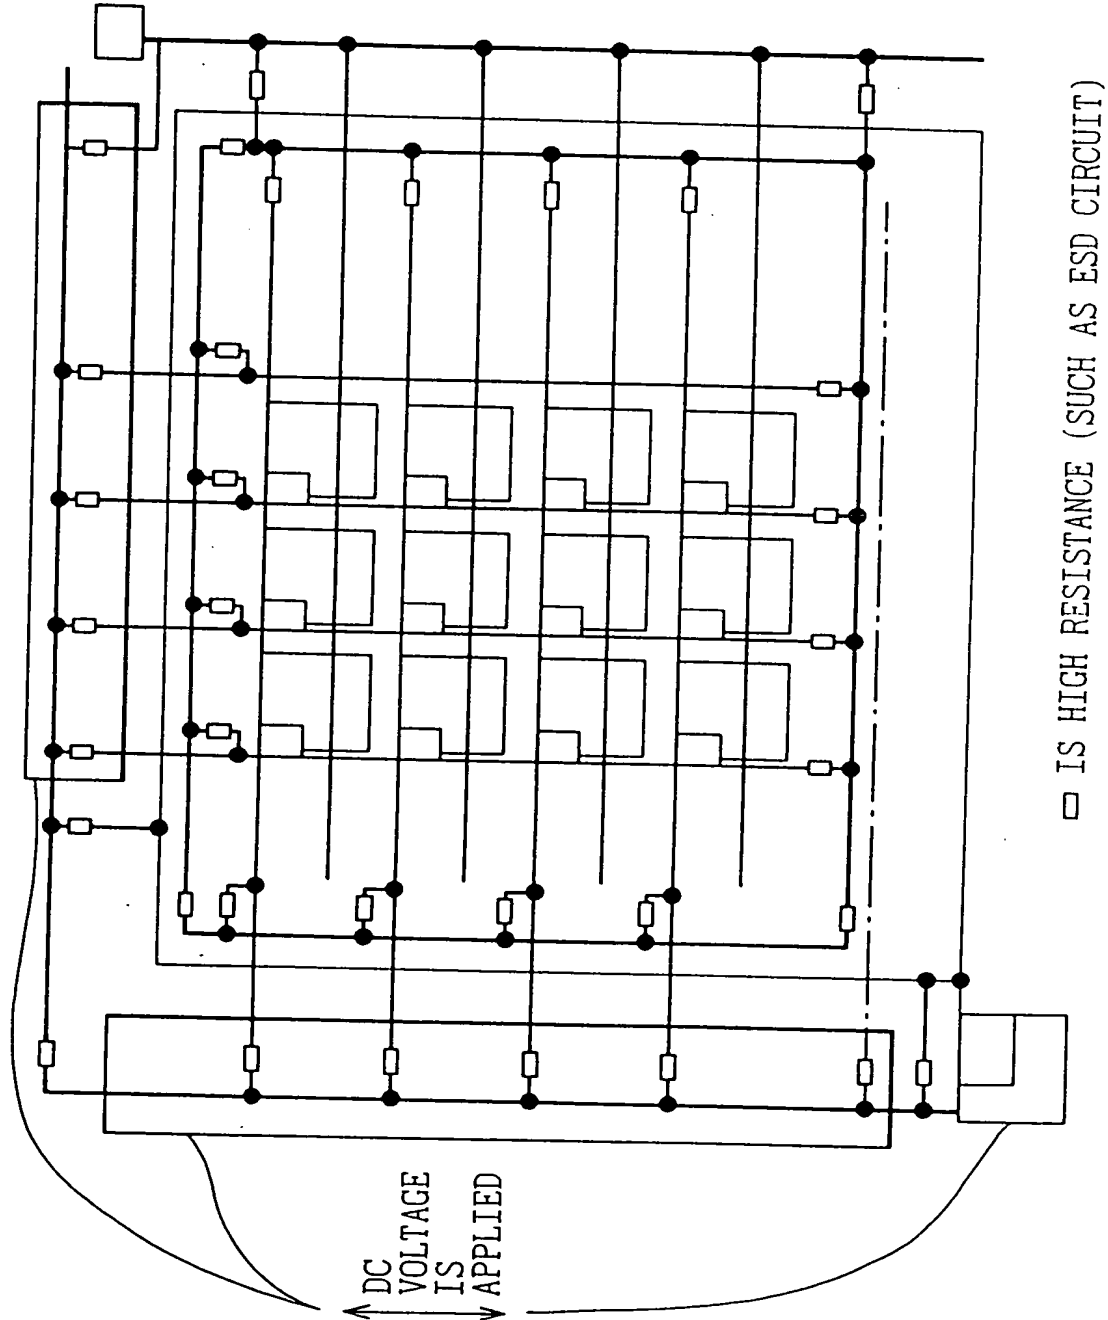 DC
VOLTAGE
IS
APPLIED
▭ IS HIGH RESISTANCE (SUCH AS ESD CIRCUIT)